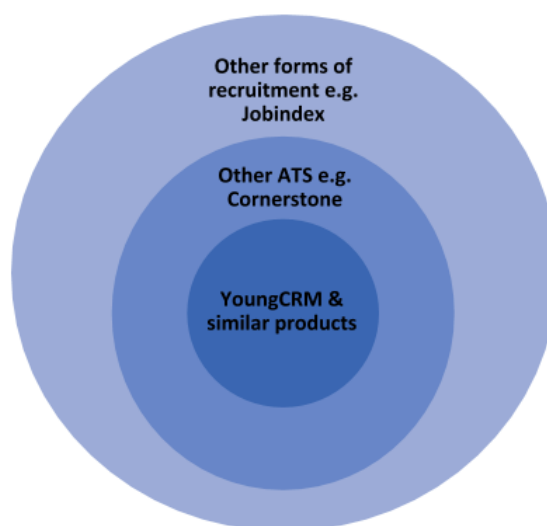 Other forms of
recruitment e.g.
Jobindex
Other ATS e.g.
Cornerstone
YoungCRM &
similar products